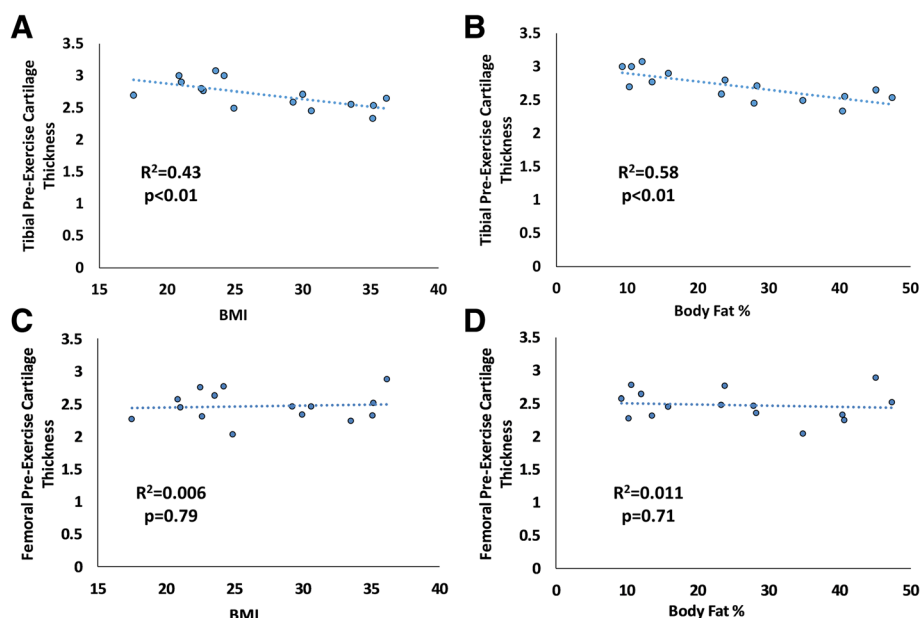 A
Tibial Pre-Exercise Cartilage
Thickness
3.5
3
2.5
2
1.5
1
0.5
0
R²=0.43
p<0.01
15
20
25
30
35
40
BMI
B
Tibial Pre-Exercise Cartilage
Thickness
3.5
3
2.5
2
1.5
1
0.5
0
R²=0.58
p<0.01
0
10
20
30
40
50
Body Fat %
C
Femoral Pre-Exercise Cartilage
Thickness
3.5
3
2.5
2
1.5
1
0.5
0
R²=0.006
p=0.79
15
20
25
30
35
40
BMI
D
Femoral Pre-Exercise Cartilage
Thickness
3.5
3
2.5
2
1.5
1
0.5
0
R²=0.011
p=0.71
0
10
20
30
40
50
Body Fat %